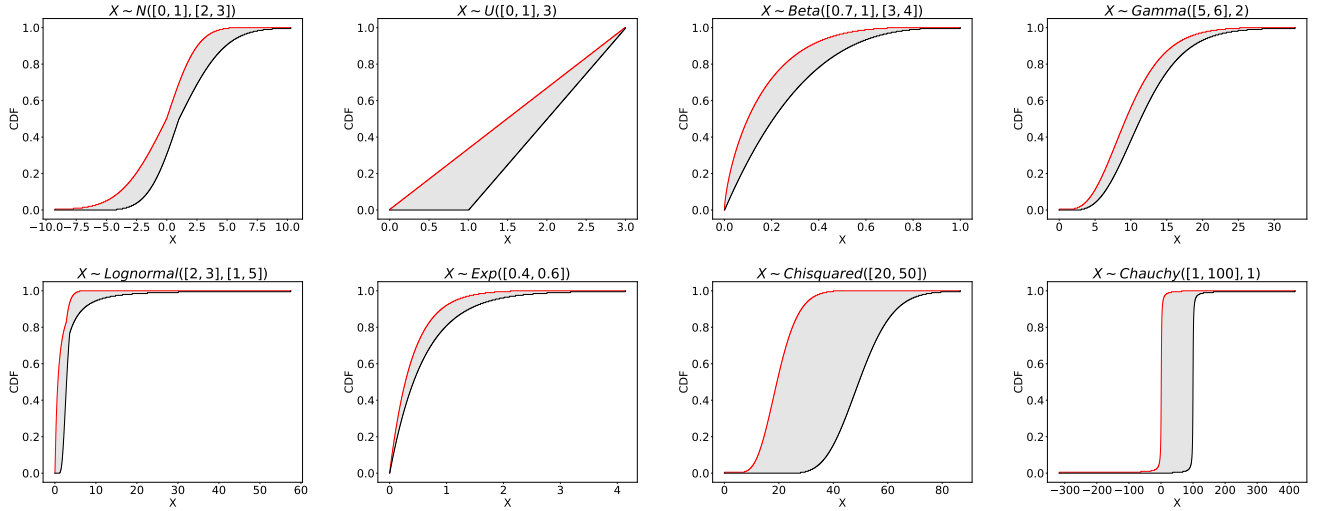 X ~ N([0, 1], [2, 3])
1.0
0.8
0.6
0.4
0.2
0.0
CDF
−10.0 −7.5 −5.0 −2.5 0.0 2.5 5.0 7.5 10.0
X
X ~ U([0, 1], 3)
1.0
0.8
0.6
0.4
0.2
0.0
CDF
0.0 0.5 1.0 1.5 2.0 2.5 3.0
X
X ~ Beta([0.7, 1], [3, 4])
1.0
0.8
0.6
0.4
0.2
0.0
CDF
0.0 0.2 0.4 0.6 0.8 1.0
X
X ~ Gamma([5, 6], 2)
1.0
0.8
0.6
0.4
0.2
0.0
CDF
0 5 10 15 20 25 30
X
X ~ Lognormal([2, 3], [1, 5])
1.0
0.8
0.6
0.4
0.2
0.0
CDF
0 10 20 30 40 50 60
X
X ~ Exp([0.4, 0.6])
1.0
0.8
0.6
0.4
0.2
0.0
CDF
0 1 2 3 4
X
X ~ Chisquared([20, 50])
1.0
0.8
0.6
0.4
0.2
0.0
CDF
0 20 40 60 80
X
X ~ Chauchy([1, 100], 1)
1.0
0.8
0.6
0.4
0.2
0.0
CDF
−300 −200 −100 0 100 200 300 400
X